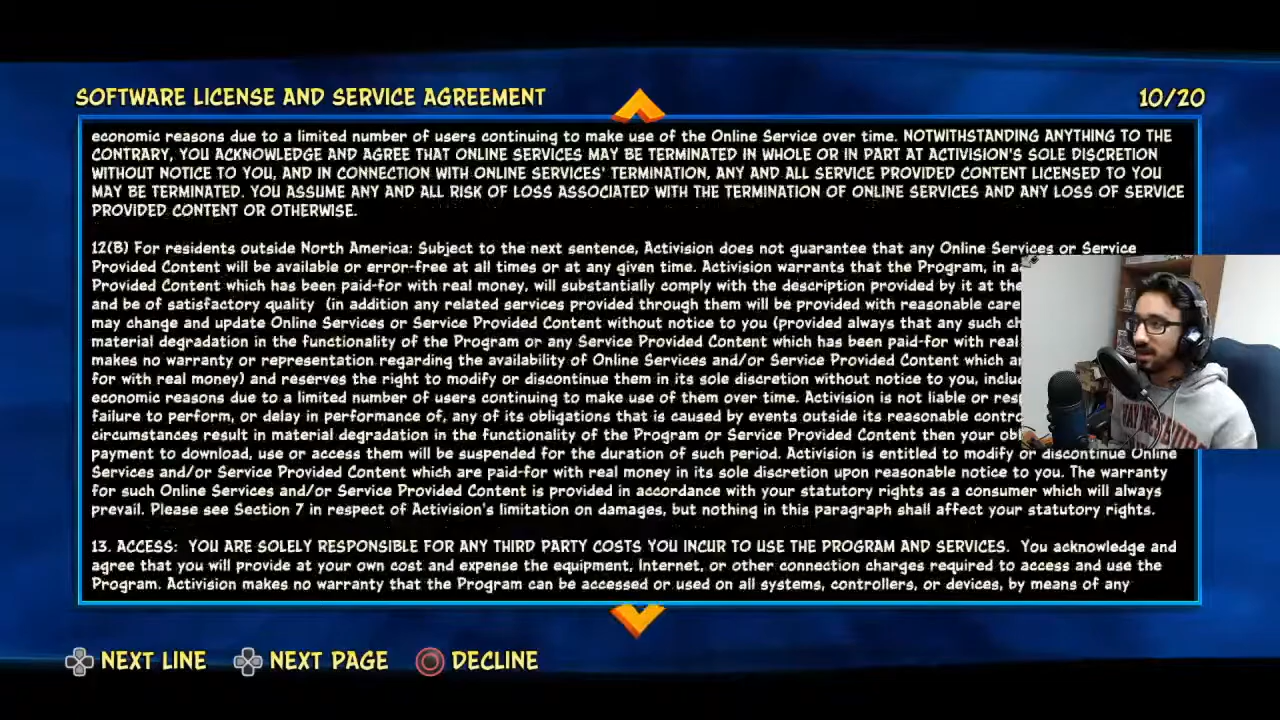 SOFTWARE LICENSE AND SERVICE AGREEMENT
10/20
economic reasons due to a limited number of users continuing to make use of the Online Service over time. NOTWITHSTANDING ANYTHING TO THE
CONTRARY, YOU ACKNOWLEDGE AND AGREE THAT ONLINE SERVICES MAY BE TERMINATED IN WHOLE OR IN PART AT ACTIVISION'S SOLE DISCRETION
WITHOUT NOTICE TO YOU, AND IN CONNECTION WITH ONLINE SERVICES' TERMINATION, ANY AND ALL SERVICE PROVIDED CONTENT LICENSED TO YOU
MAY BE TERMINATED. YOU ASSUME ANY AND ALL RISK OF LOSS ASSOCIATED WITH THE TERMINATION OF ONLINE SERVICES AND ANY LOSS OF SERVICE
PROVIDED CONTENT OR OTHERWISE.
12(B) For residents outside North America: Subject to the next sentence, Activision does not guarantee that any Online Services or Service
Provided Content will be available or error-free at all times or at any given time. Activision warrants that the Program, in a
Provided Content which has been paid-for with real money, will substantially comply with the description provided by it at the
and be of satisfactory quality (in addition any related services provided through them will be provided with reasonable care
may change and update Online Services or Service Provided Content without notice to you (provided always that any such ch
material degradation in the functionality of the Program or any Service Provided Content which has been paid-for with real
makes no warranty or representation regarding the availability of Online Services and/or Service Provided Content which ar
for with real money) and reserves the right to modify or discontinue them in its sole discretion without notice to you, inclu
economic reasons due to a limited number of users continuing to make use of them over time. Activision is not liable or resp
failure to perform, or delay in performance of, any of its obligations that is caused by events outside its reasonable contro
circumstances result in material degradation in the functionality of the Program or Service Provided Content then your obl
payment to download, use or access them will be suspended for the duration of such period. Activision is entitled to modify or discontinue Online
Services and/or Service Provided Content which are paid-for with real money in its sole discretion upon reasonable notice to you. The warranty
for such Online Services and/or Service Provided Content is provided in accordance with your statutory rights as a consumer which will always
prevail. Please see Section 7 in respect of Activision's limitation on damages, but nothing in this paragraph shall affect your statutory rights.
13. ACCESS: YOU ARE SOLELY RESPONSIBLE FOR ANY THIRD PARTY COSTS YOU INCUR TO USE THE PROGRAM AND SERVICES. You acknowledge and
agree that you will provide at your own cost and expense the equipment, Internet, or other connection charges required to access and use the
Program. Activision makes no warranty that the Program can be accessed or used on all systems, controllers, or devices, by means of any
NEXT LINE
NEXT PAGE
DECLINE